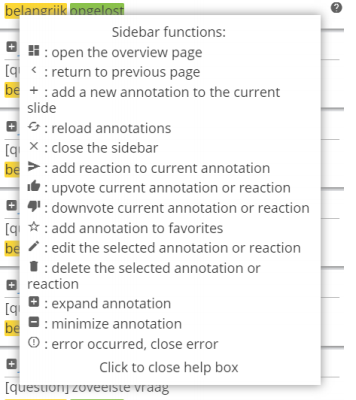 belangrijk opgelost
Sidebar functions:
: open the overview page
< : return to previous page
+ : add a new annotation to the current
slide
: reload annotations
× : close the sidebar
: add reaction to current annotation
: upvote current annotation or reaction
: downvote current annotation or reaction
☆ : add annotation to favorites
: edit the selected annotation or reaction
: delete the selected annotation or
reaction
: expand annotation
: minimize annotation
: error occurred, close error
Click to close help box
[question] zoveelste vraag